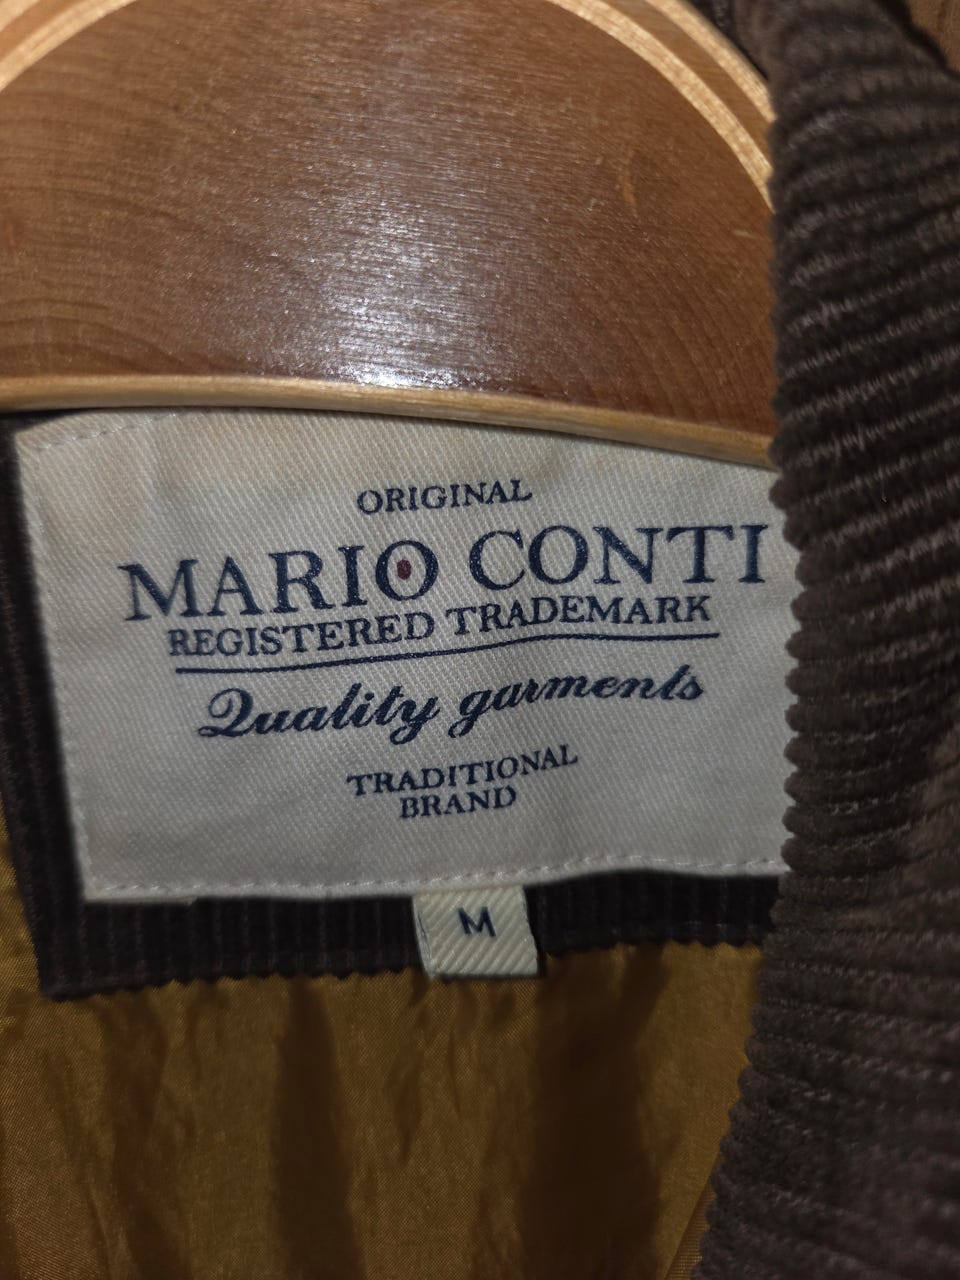 ORIGINAL
MARIO CONTI
REGISTERED TRADEMARK
Quality garments
TRADITIONAL
BRAND
M